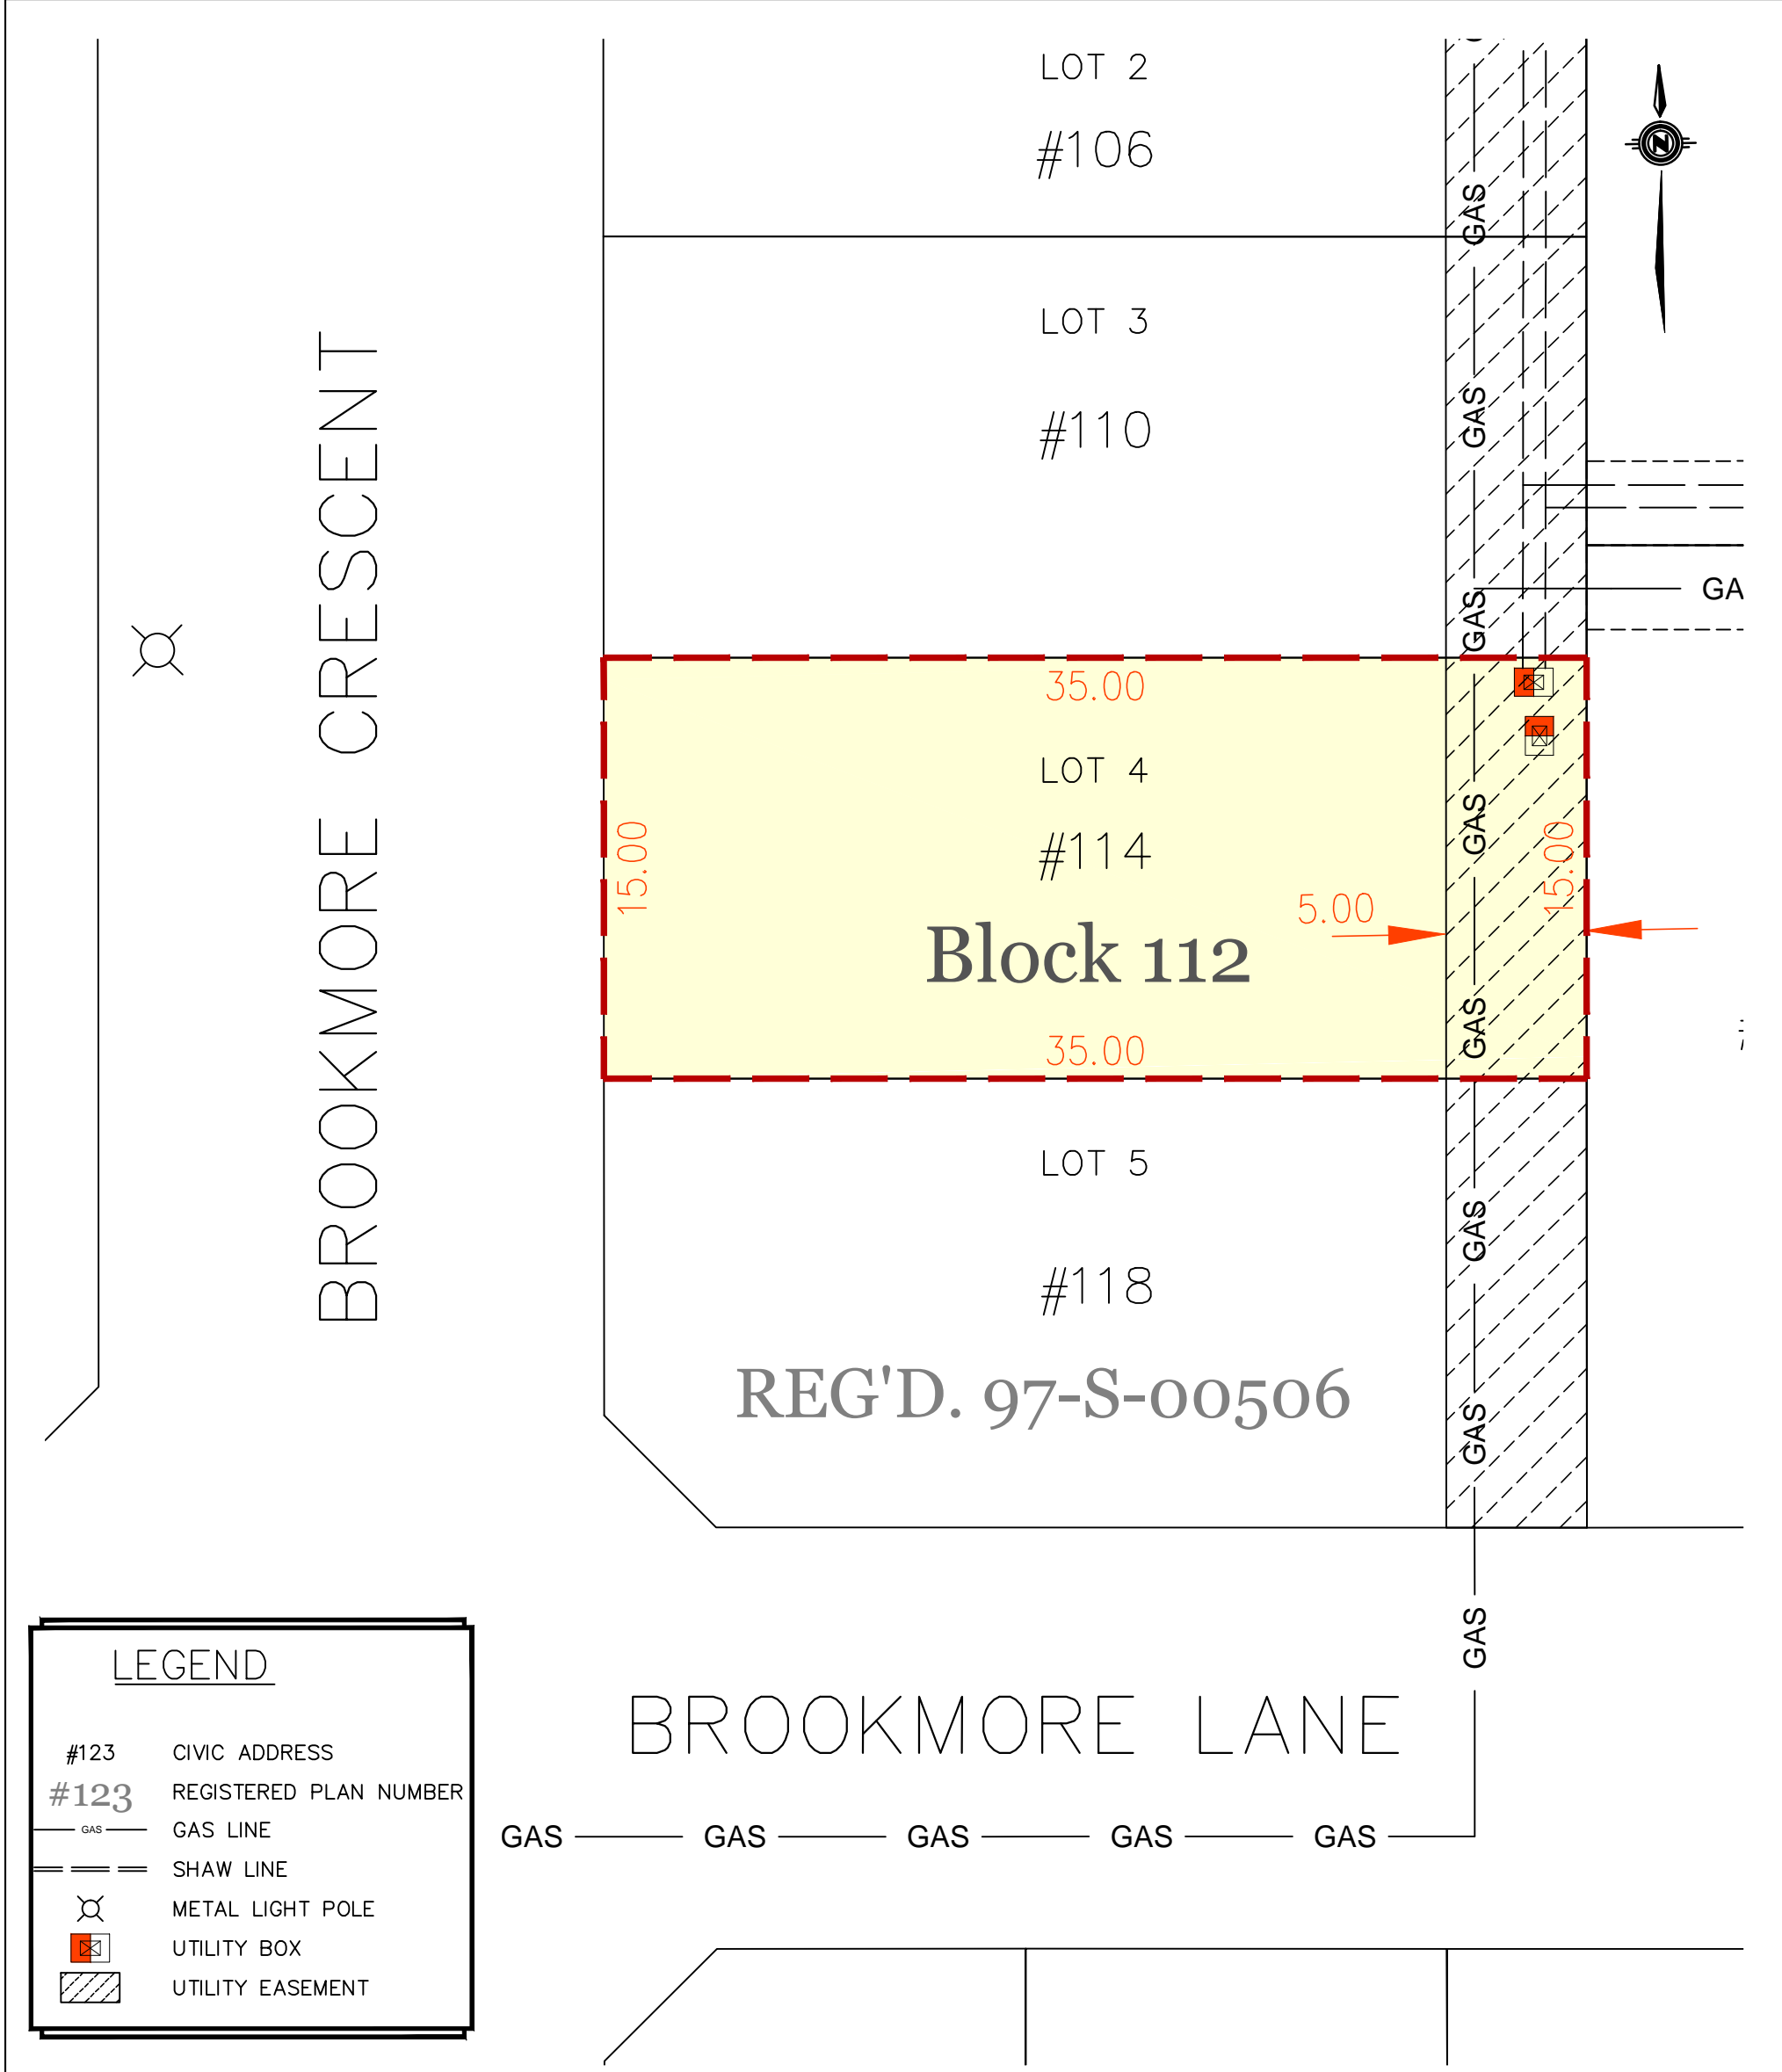 LOT 2
#106
N
GAS
LOT 3
GAS
#110
GAS
GA
BROOKMORE CRESCENT
35.00
LOT 4
GAS
#114
15.00
15.00
5.00
Block 112
GAS
35.00
LOT 5
GAS
#118
REG'D. 97-S-00506
GAS
GAS
BROOKMORE LANE
GAS GAS GAS GAS GAS
LEGEND
#123 CIVIC ADDRESS
#123 REGISTERED PLAN NUMBER
GAS GAS LINE
SHAW LINE
METAL LIGHT POLE
UTILITY BOX
UTILITY EASEMENT